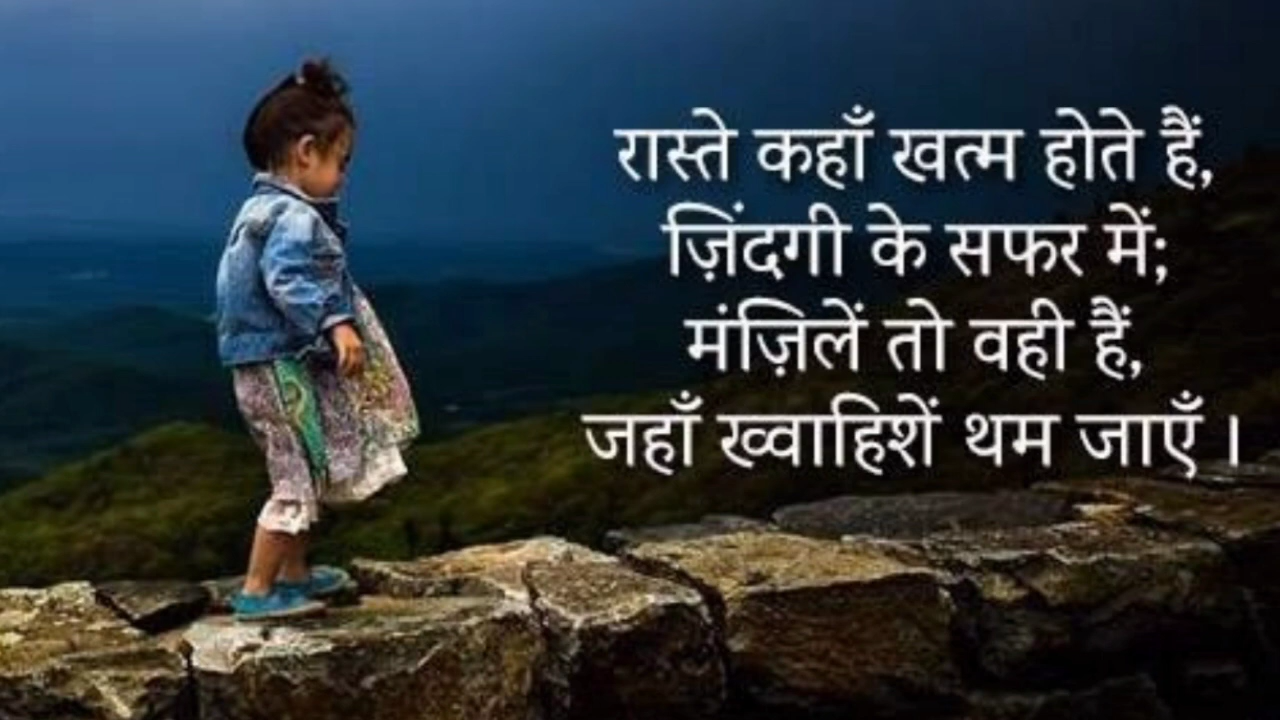 रास्ते कहाँ खत्म होते हैं,
ज़िंदगी के सफर में;
मंज़िलें तो वही हैं,
जहाँ ख्वाहिशें थम जाएँ ।